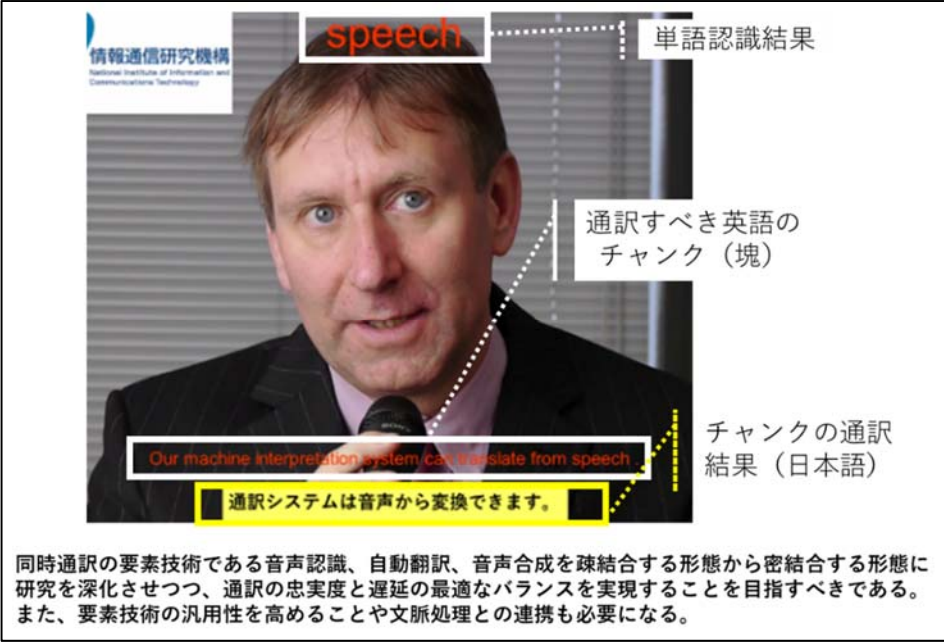 speech
単語認識結果
情報通信研究機構
National Institute of Information and
Communications Technology
通訳すべき英語の
チャンク（塊）
SONY
チャンクの通訳
結果（日本語）
Our machine interpretation system can translate from speech .
通訳システムは音声から変換できます。
同時通訳の要素技術である音声認識、自動翻訳、音声合成を疎結合する形態から密結合する形態に
研究を深化させつつ、通訳の忠実度と遅延の最適なバランスを実現することを目指すべきである。
また、要素技術の汎用性を高めることや文脈処理との連携も必要になる。